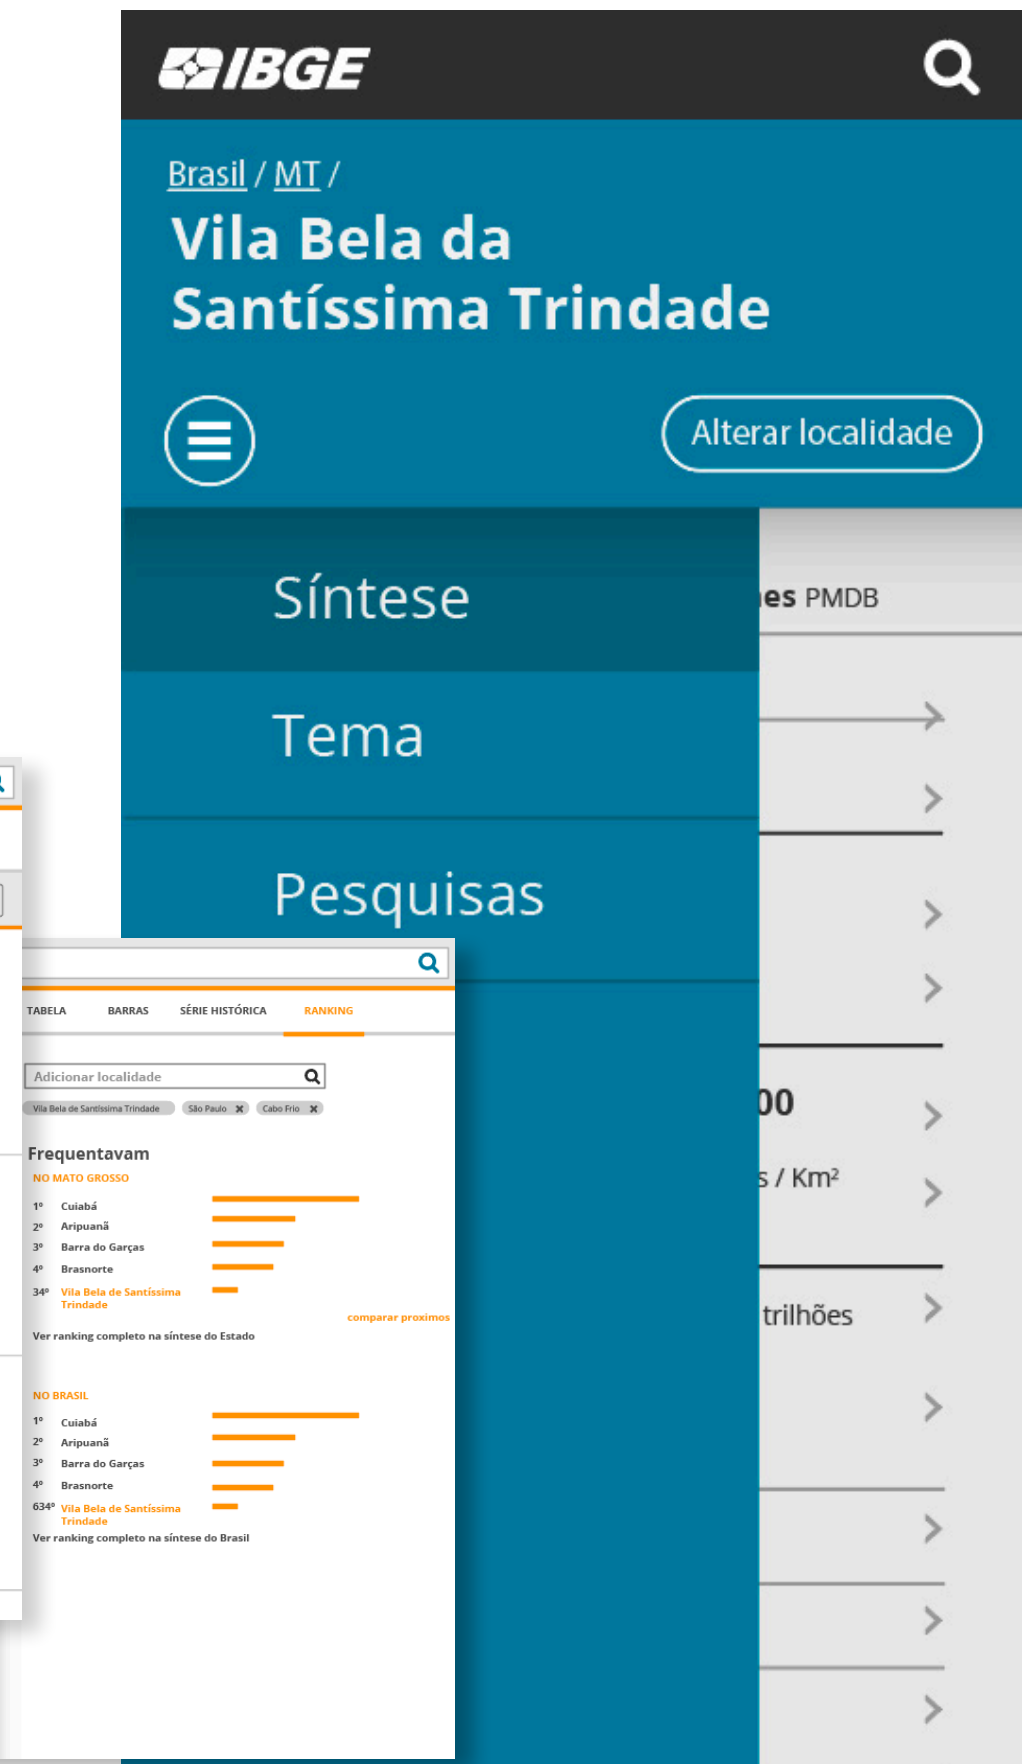 IBGE
Brasil / MT /
Vila Bela da
Santíssima Trindade
Alterar localidade
Síntese
Tema
Pesquisas
PMDB
s / Km²
trilhões
TABELA BARRAS SÉRIE HISTÓRICA RANKING
Adicionar localidade
Vila Bela de Santíssima Trindade São Paulo Cabo Frio
Frequentavam
NO MATO GROSSO
1º Cuiabá
2º Aripuanã
3º Barra do Garças
4º Brasnorte
34º Vila Bela de Santíssima
Trindade
comparar proximos
Ver ranking completo na síntese do Estado
NO BRASIL
1º Cuiabá
2º Aripuanã
3º Barra do Garças
4º Brasnorte
634º Vila Bela de Santíssima
Trindade
Ver ranking completo na síntese do Brasil